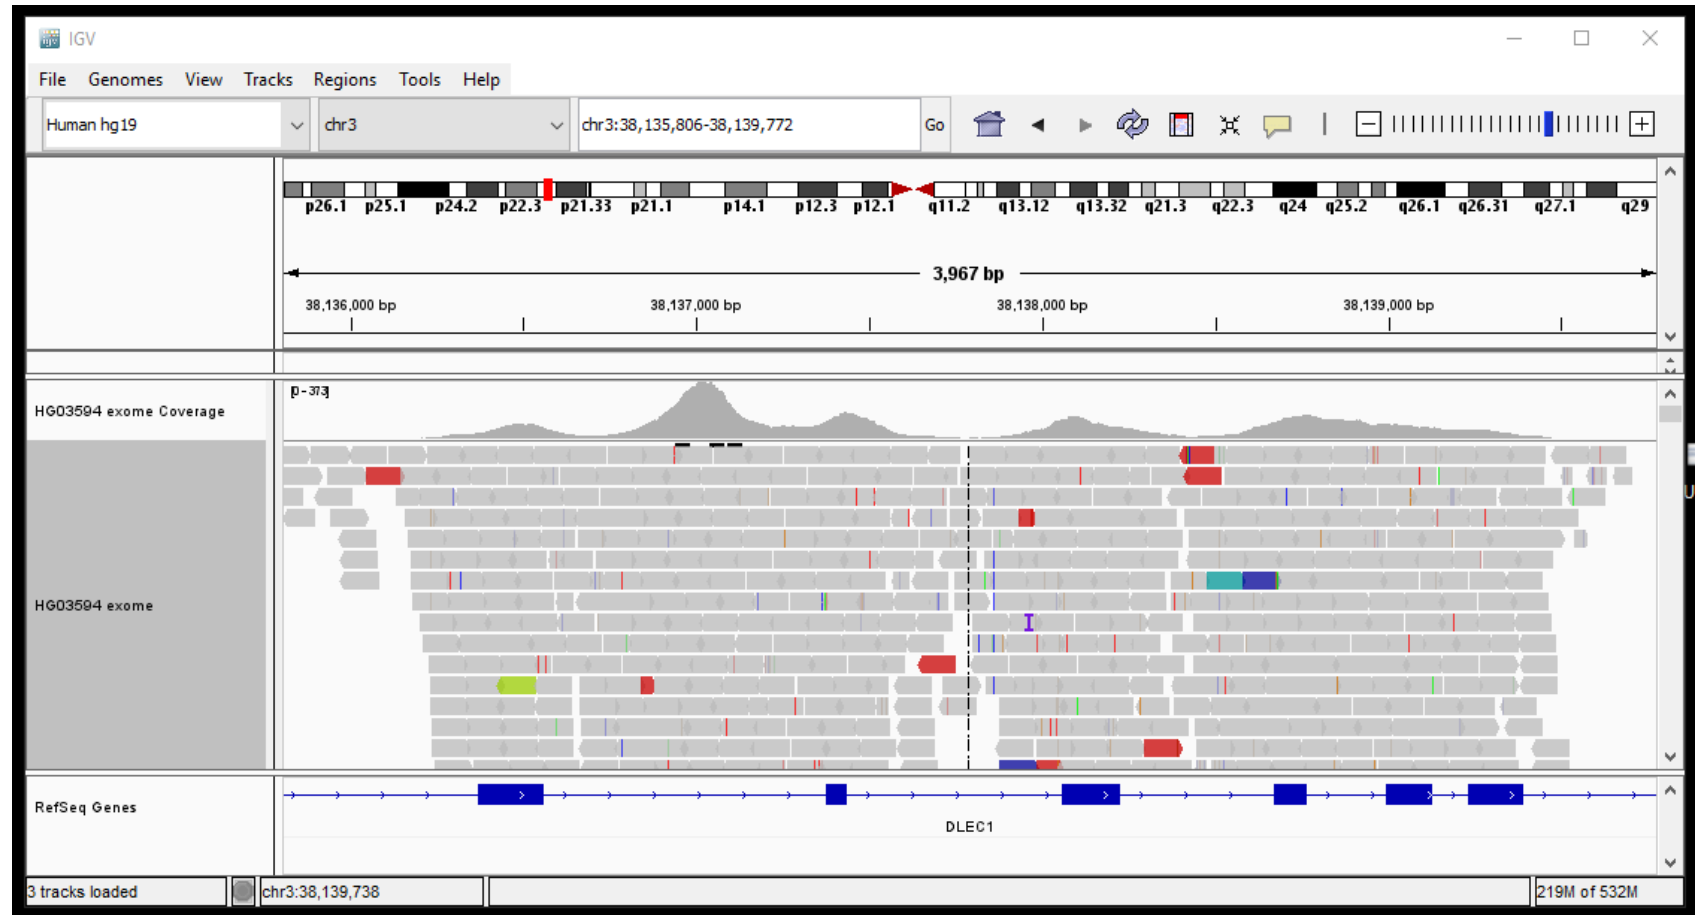 IGV
File Genomes View Tracks Regions Tools Help
Human hg19 chr3 chr3:38,135,806-38,139,772 Go
p26.1 p25.1 p24.2 p22.3 p21.33 p21.1 p14.1 p12.3 p12.1 q11.2 q13.12 q13.32 q21.3 q22.3 q24 q25.2 q26.1 q26.31 q27.1 q29
3,967 bp
38,136,000 bp 38,137,000 bp 38,138,000 bp 38,139,000 bp
[0-373]
HG03594 exome Coverage
HG03594 exome
RefSeq Genes
DLEC1
3 tracks loaded chr3:38,139,738 219M of 532M